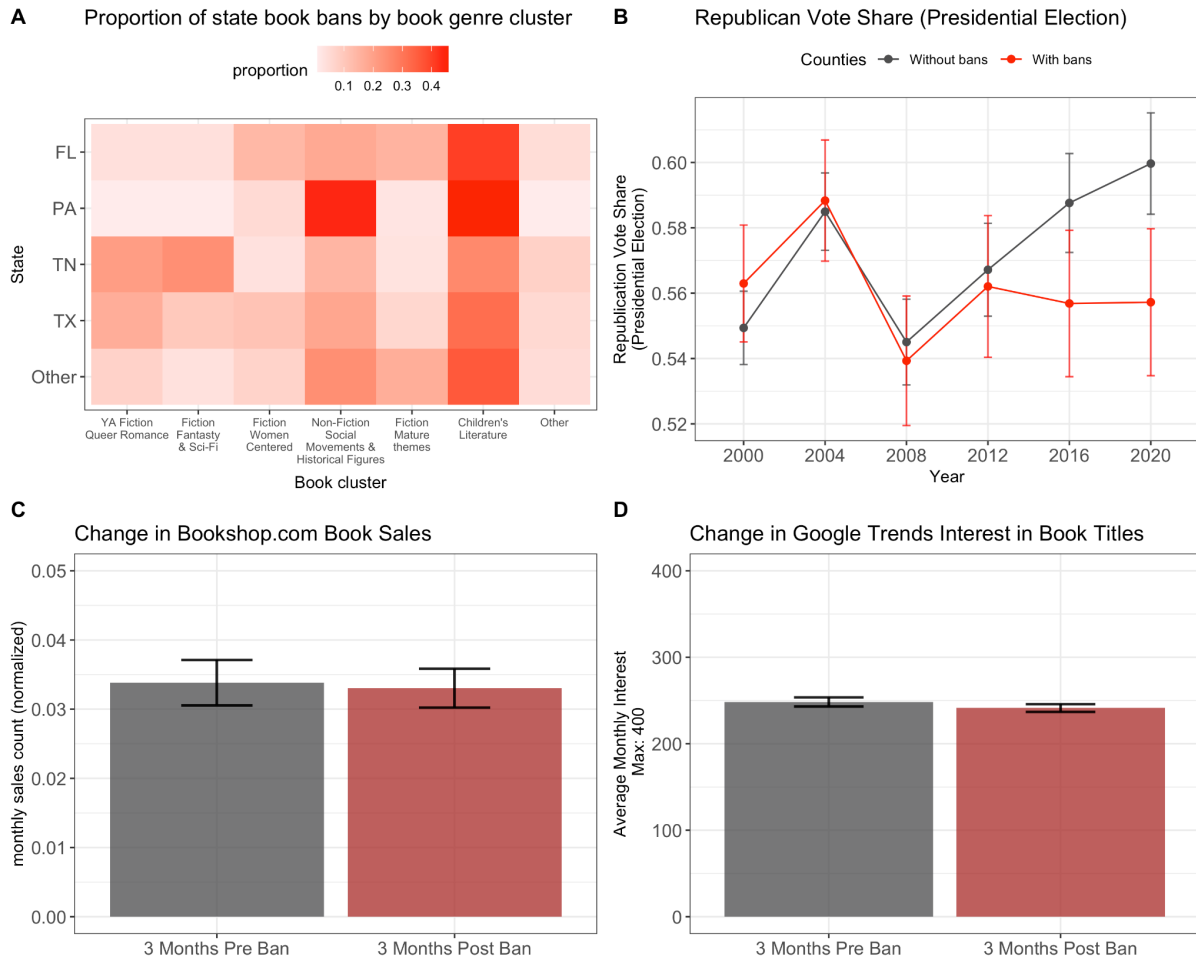 A
Proportion of state book bans by book genre cluster
proportion
0.1 0.2 0.3 0.4
State
FL
PA
TN
TX
Other
YA Fiction
Queer Romance
Fiction
Fantasty
& Sci-Fi
Fiction
Women
Centered
Non-Fiction
Social
Movements &
Historical Figures
Fiction
Mature
themes
Children's
Literature
Other
Book cluster
B
Republican Vote Share (Presidential Election)
Counties Without bans With bans
Republication Vote Share
(Presidential Election)
0.60
0.58
0.56
0.54
0.52
2000 2004 2008 2012 2016 2020
Year
C
Change in Bookshop.com Book Sales
monthly sales count (normalized)
0.05
0.04
0.03
0.02
0.01
0.00
3 Months Pre Ban 3 Months Post Ban
D
Change in Google Trends Interest in Book Titles
Average Monthly Interest
Max: 400
400
300
200
100
0
3 Months Pre Ban 3 Months Post Ban